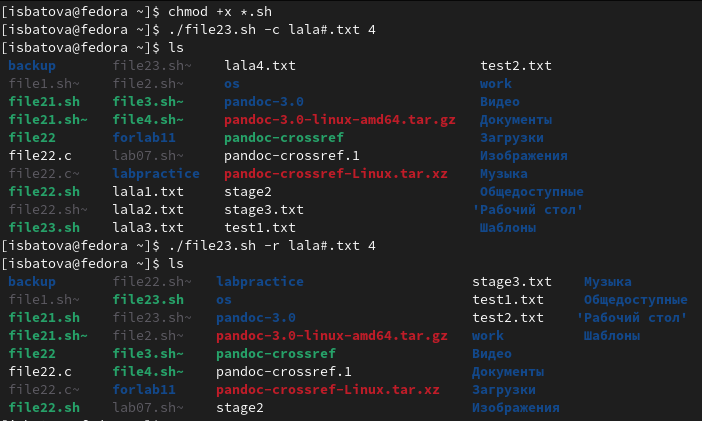 [isbatova@fedora ~]$ chmod +x *.sh
[isbatova@fedora ~]$ ./file23.sh -c lala#.txt 4
[isbatova@fedora ~]$ ls
backup file23.sh~ lala4.txt test2.txt
file1.sh~ file2.sh~ os work
file21.sh file3.sh~ pandoc-3.0 Видео
file21.sh~ file4.sh~ pandoc-3.0-linux-amd64.tar.gz Документы
file22 forlab11 pandoc-crossref Загрузки
file22.c lab07.sh~ pandoc-crossref.1 Изображения
file22.c~ labpractice pandoc-crossref-Linux.tar.xz Музыка
file22.sh lala1.txt stage2 Общедоступные
file22.sh~ lala2.txt stage3.txt 'Рабочий стол'
file23.sh lala3.txt test1.txt Шаблоны
[isbatova@fedora ~]$ ./file23.sh -r lala#.txt 4
[isbatova@fedora ~]$ ls
backup file22.sh~ labpractice stage3.txt Музыка
file1.sh~ file23.sh os test1.txt Общедоступные
file21.sh file23.sh~ pandoc-3.0 test2.txt 'Рабочий стол'
file21.sh~ file2.sh~ pandoc-3.0-linux-amd64.tar.gz work Шаблоны
file22 file3.sh~ pandoc-crossref Видео
file22.c file4.sh~ pandoc-crossref.1 Документы
file22.c~ forlab11 pandoc-crossref-Linux.tar.xz Загрузки
file22.sh lab07.sh~ stage2 Изображения